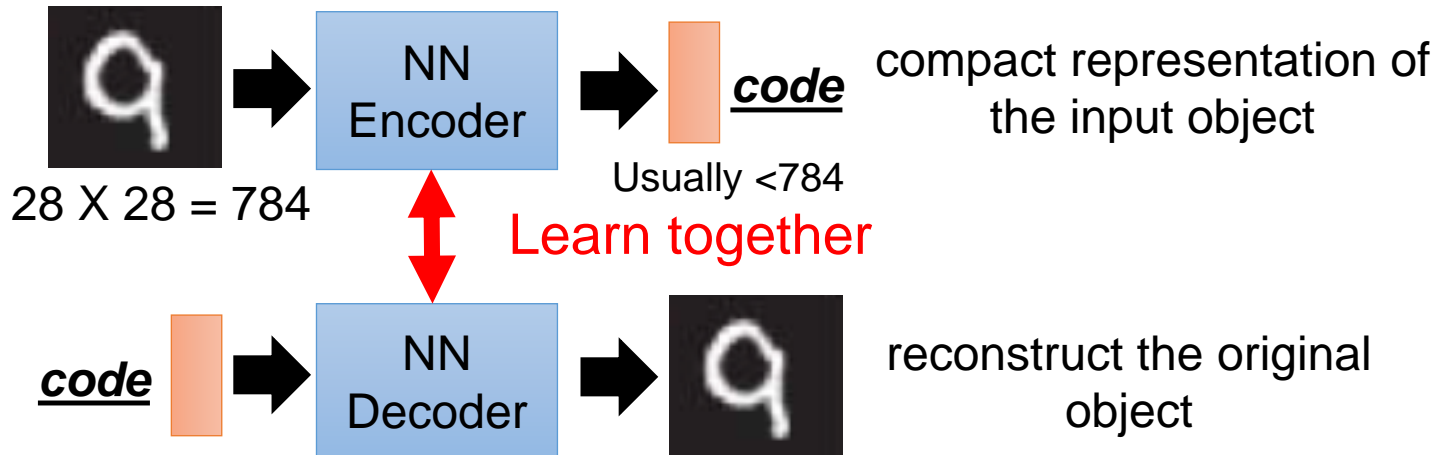 NN
Encoder
code
compact representation of
the input object
28 X 28 = 784
Usually <784
Learn together
code
NN
Decoder
reconstruct the original
object